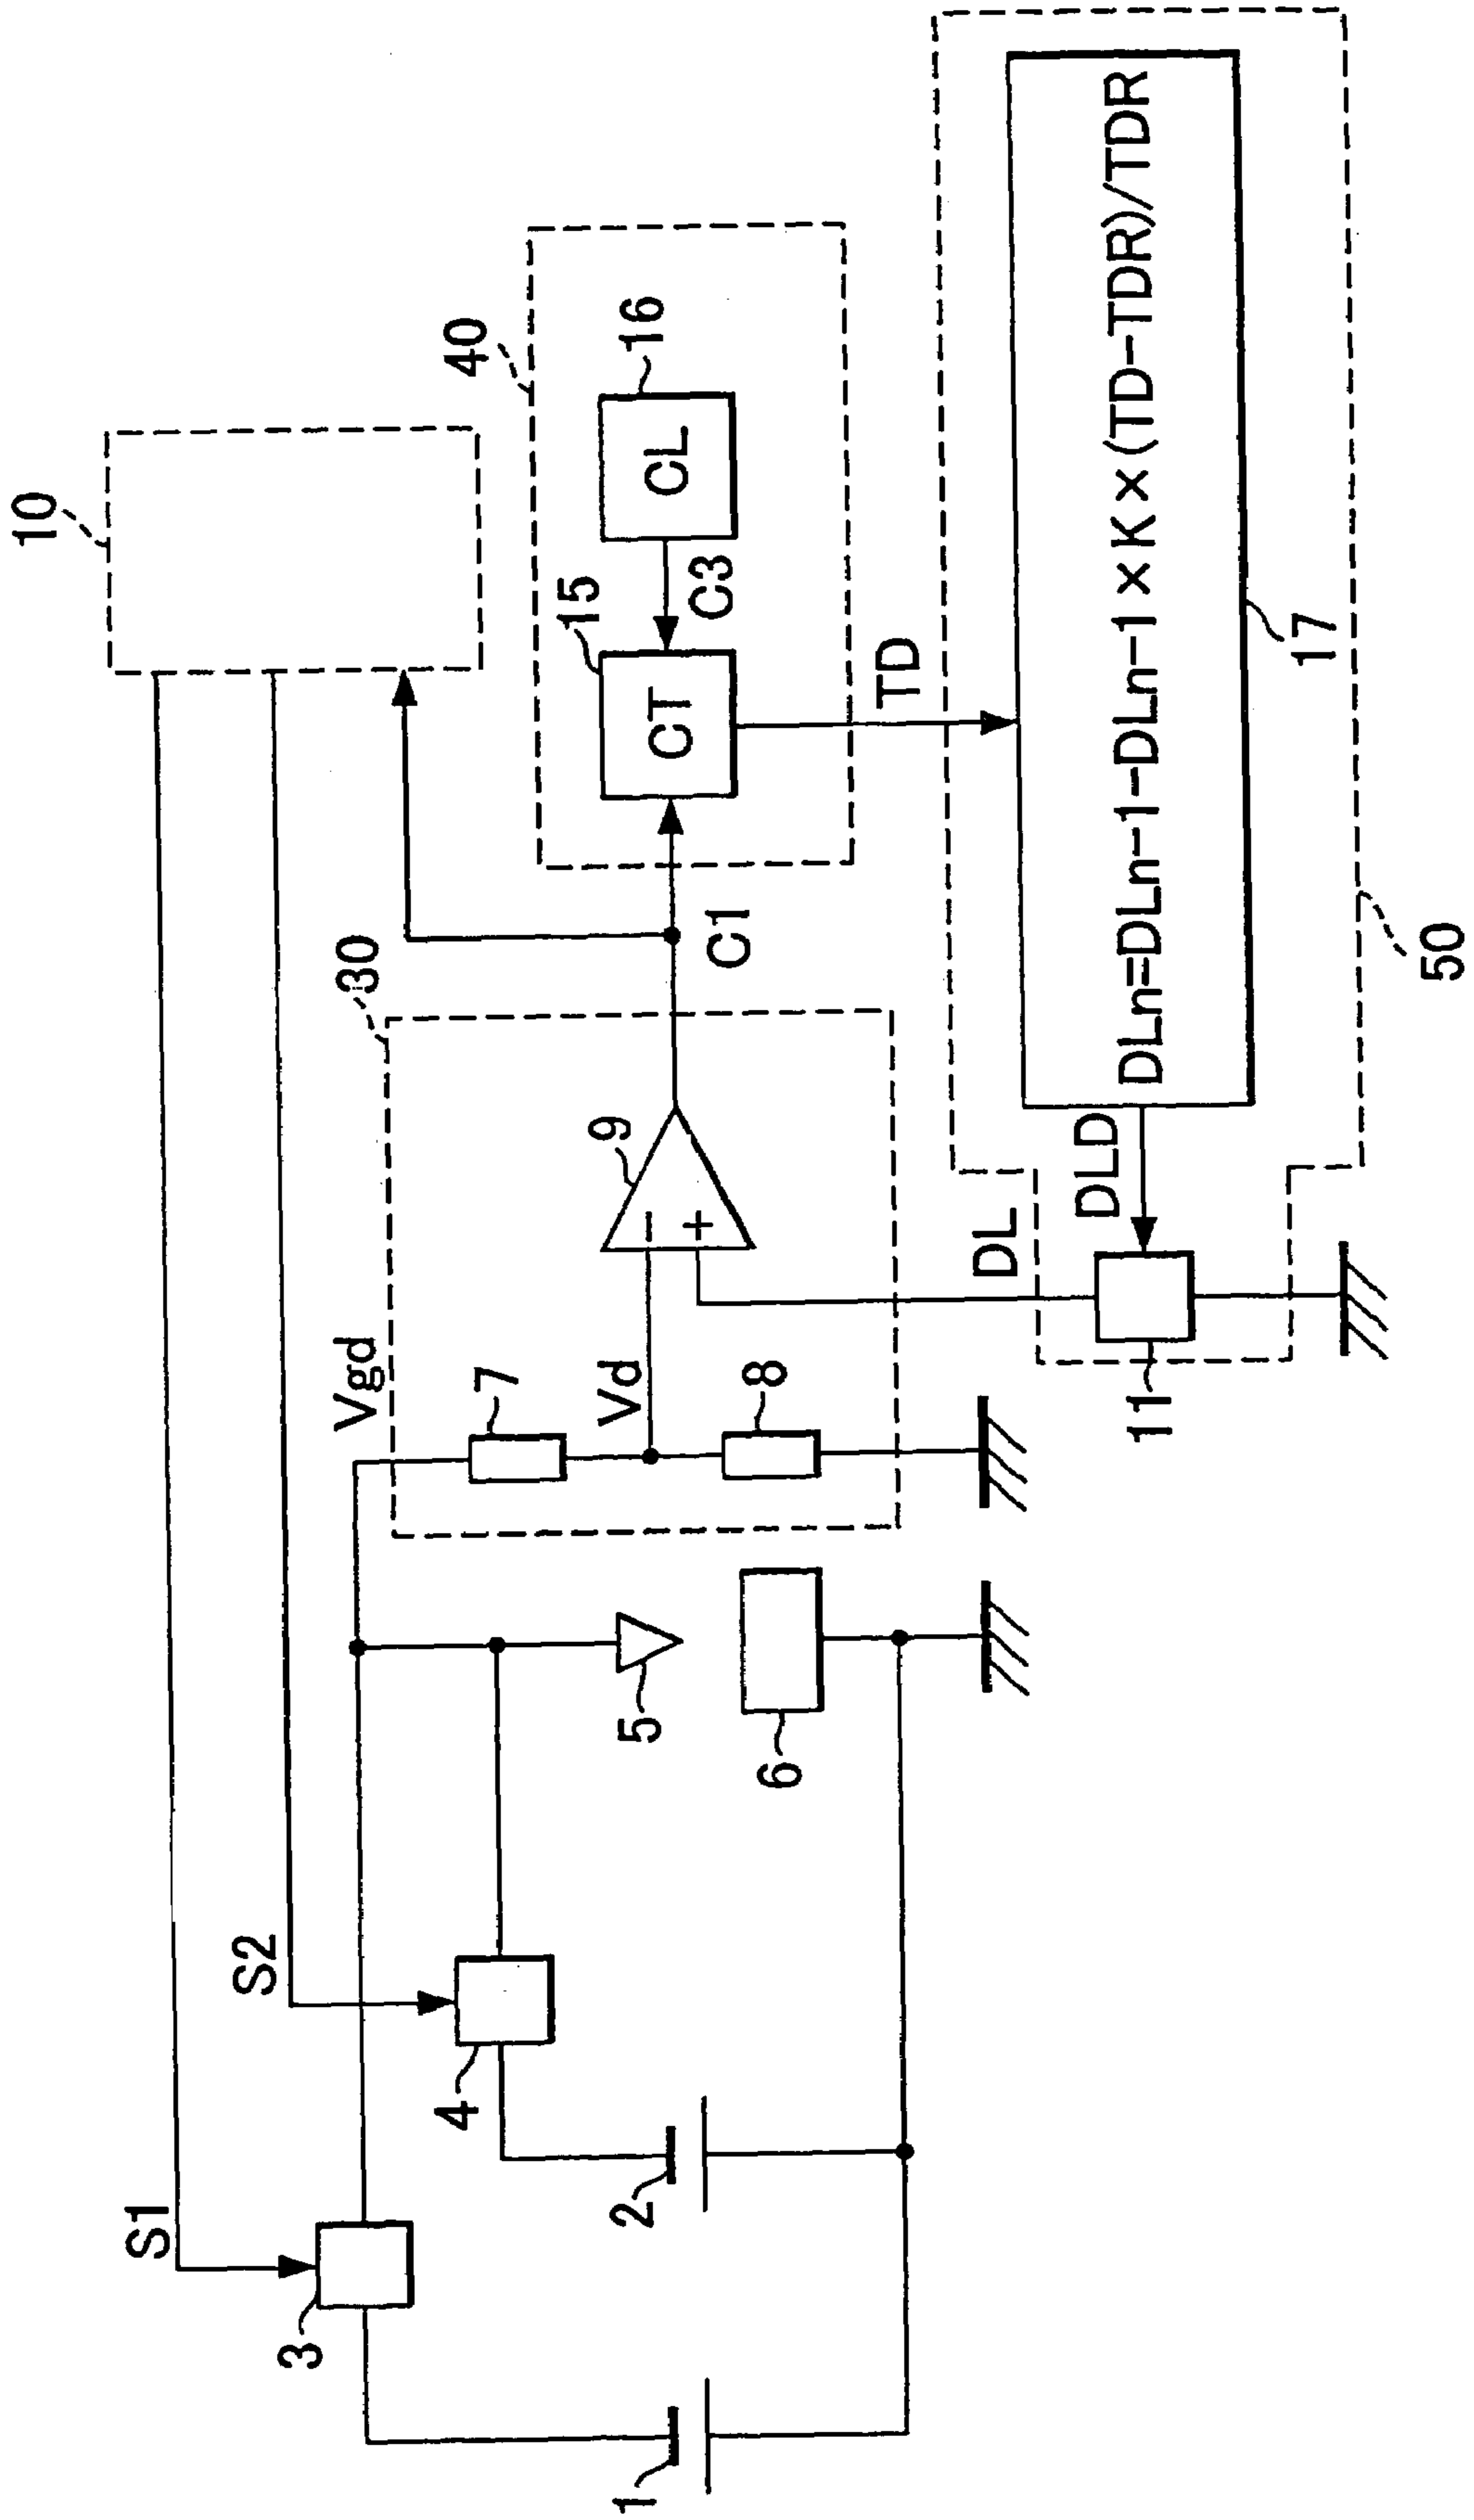 10
S1
S2
3
4
1
2
5
6
Vgd
30
7
Vd
8
9
C1
40
15
CT
C3
CL
16
TD
DL
DLD
11
DLn=DLn-1-DLn-1×K×(TD-TDR)/TDR
17
50